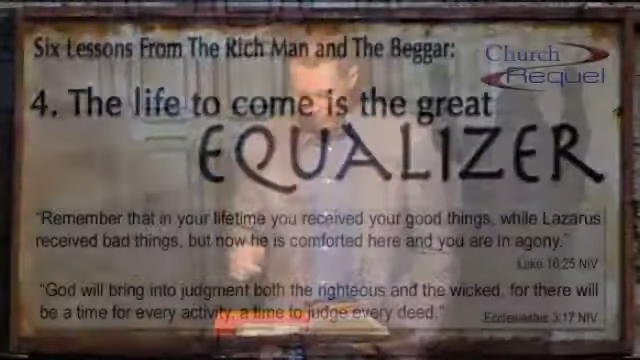 Six Lessons From The Rich Man and The Beggar:
Church
Requel
4. The life to come is the great
EQUALIZER
“Remember that in your lifetime you received your good things, while Lazarus
received bad things, but now he is comforted here and you are in agony.”
Luke 16:25 NIV
“God will bring into judgment both the righteous and the wicked, for there will
be a time for every activity, a time to judge every deed.”
Ecclesiastes 3:17 NIV